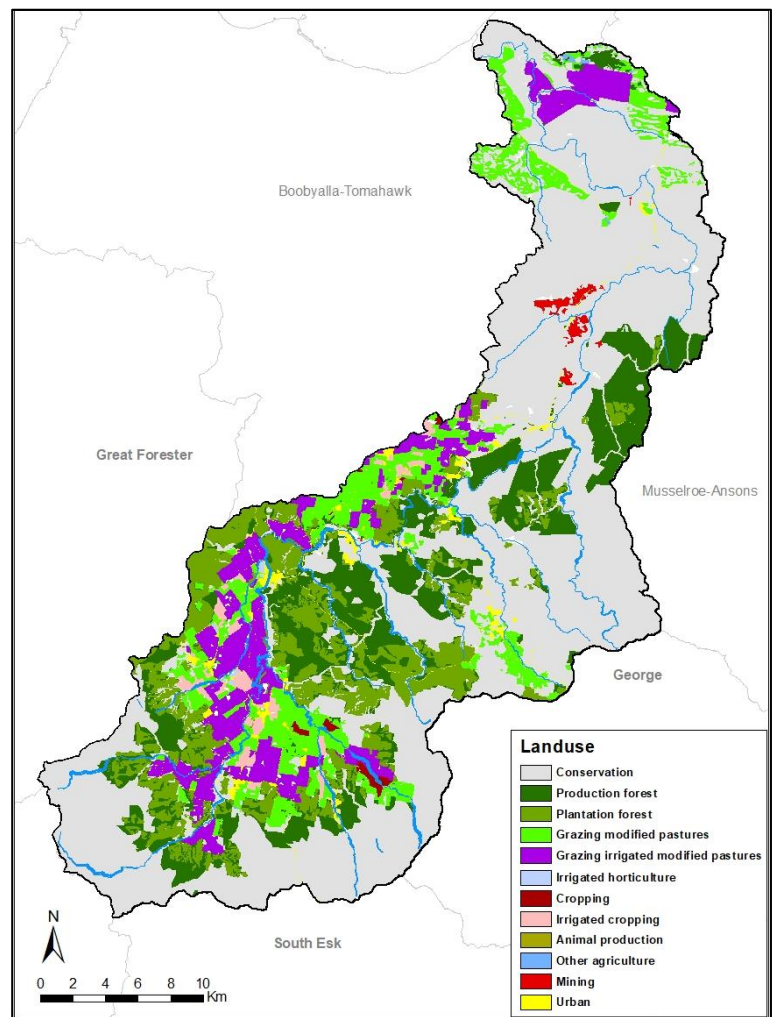 Boobyalla-Tomahawk
Great Forester
Musselroe-Ansons
George
South Esk
Landuse
Conservation
Production forest
Plantation forest
Grazing modified pastures
Grazing irrigated modified pastures
Irrigated horticulture
Cropping
Irrigated cropping
Animal production
Other agriculture
Mining
Urban
N
0 2 4 6 8 10
Km